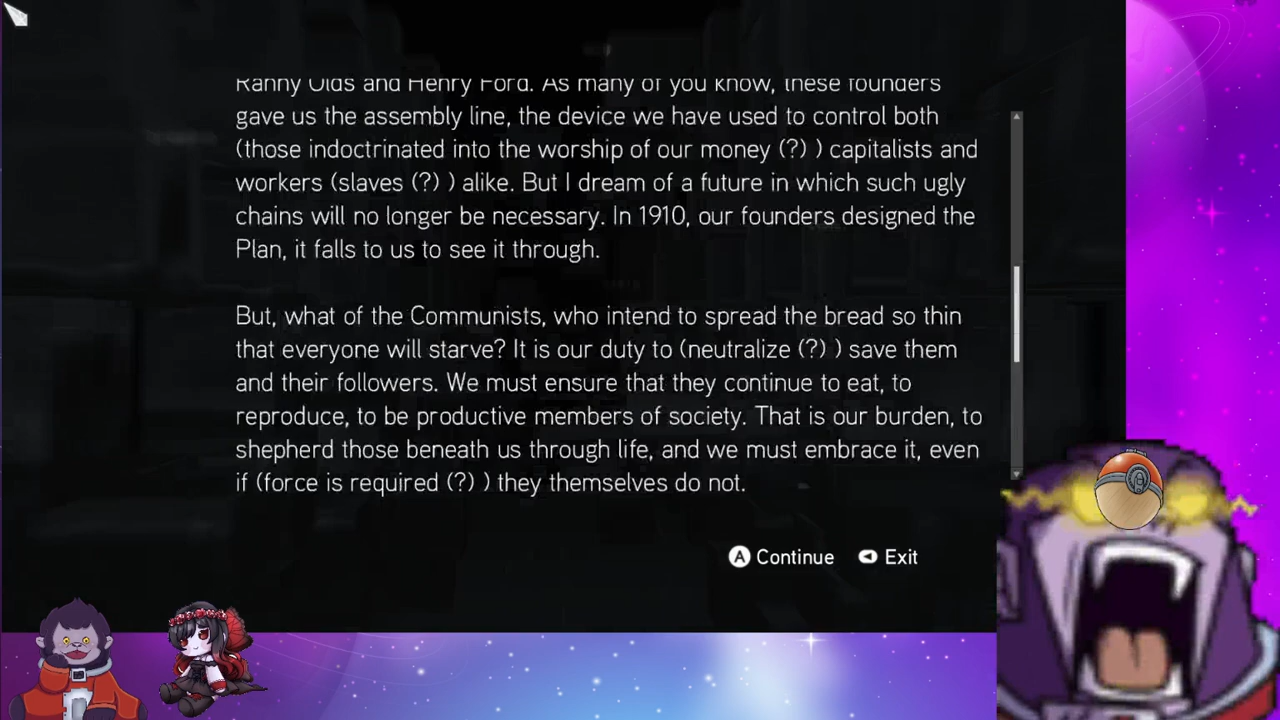 Ranny Olds and Henry Ford. As many of you know, these founders
gave us the assembly line, the device we have used to control both
(those indoctrinated into the worship of our money (?) ) capitalists and
workers (slaves (?) ) alike. But I dream of a future in which such ugly
chains will no longer be necessary. In 1910, our founders designed the
Plan, it falls to us to see it through.
But, what of the Communists, who intend to spread the bread so thin
that everyone will starve? It is our duty to (neutralize (?) ) save them
and their followers. We must ensure that they continue to eat, to
reproduce, to be productive members of society. That is our burden, to
shepherd those beneath us through life, and we must embrace it, even
if (force is required (?) ) they themselves do not.
A Continue Exit